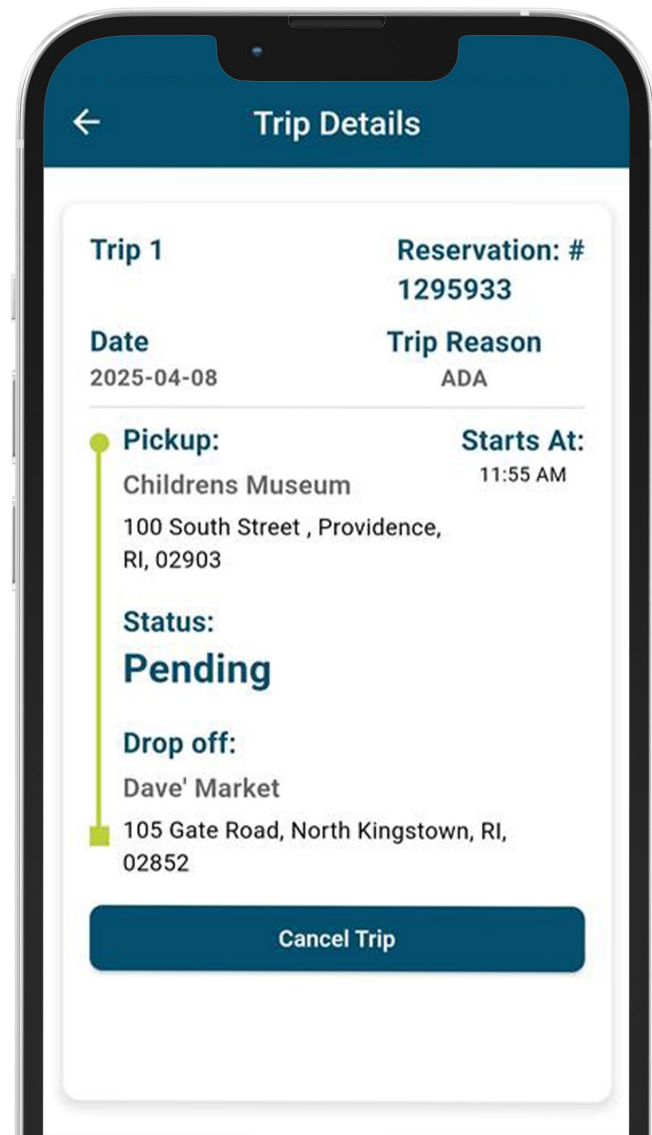 Trip Details
Trip 1
Reservation: #
1295933
Date
2025-04-08
Trip Reason
ADA
Pickup:
Starts At:
Childrens Museum
11:55 AM
100 South Street , Providence,
RI, 02903
Status:
Pending
Drop off:
Dave' Market
105 Gate Road, North Kingstown, RI,
02852
Cancel Trip